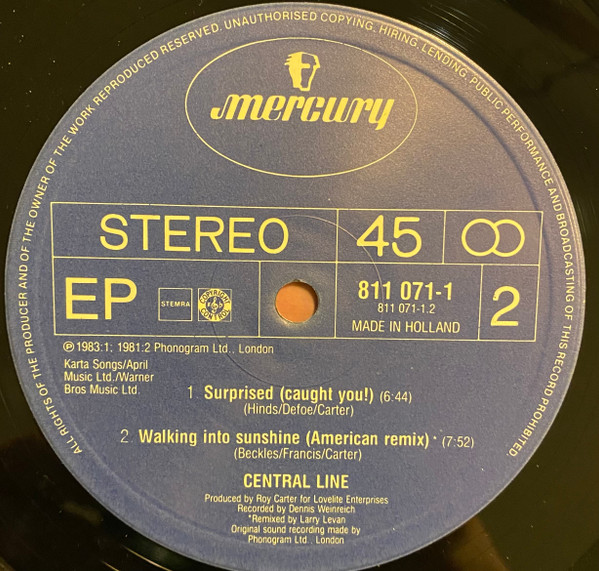 ALL RIGHTS OF THE PRODUCER AND OF THE OWNER OF THE WORK REPRODUCED RESERVED. UNAUTHORISED COPYING, HIRING, LENDING, PUBLIC PERFORMANCE AND BROADCASTING OF THIS RECORD PROHIBITED.
mercury
STEREO 45
EP STEMRA COPYRIGHT CONTROL 811 071-1 2
811 071-1.2
MADE IN HOLLAND
℗ 1983:1; 1981:2 Phonogram Ltd., London
Karta Songs/April
Music Ltd./Warner
Bros Music Ltd.
1 Surprised (caught you!) (6:44)
(Hinds/Defoe/Carter)
2 Walking into sunshine (American remix)* (7:52)
(Beckles/Francis/Carter)
CENTRAL LINE
Produced by Roy Carter for Lovelite Enterprises
Recorded by Dennis Weinreich
*Remixed by Larry Levan
Original sound recording made by
Phonogram Ltd., London